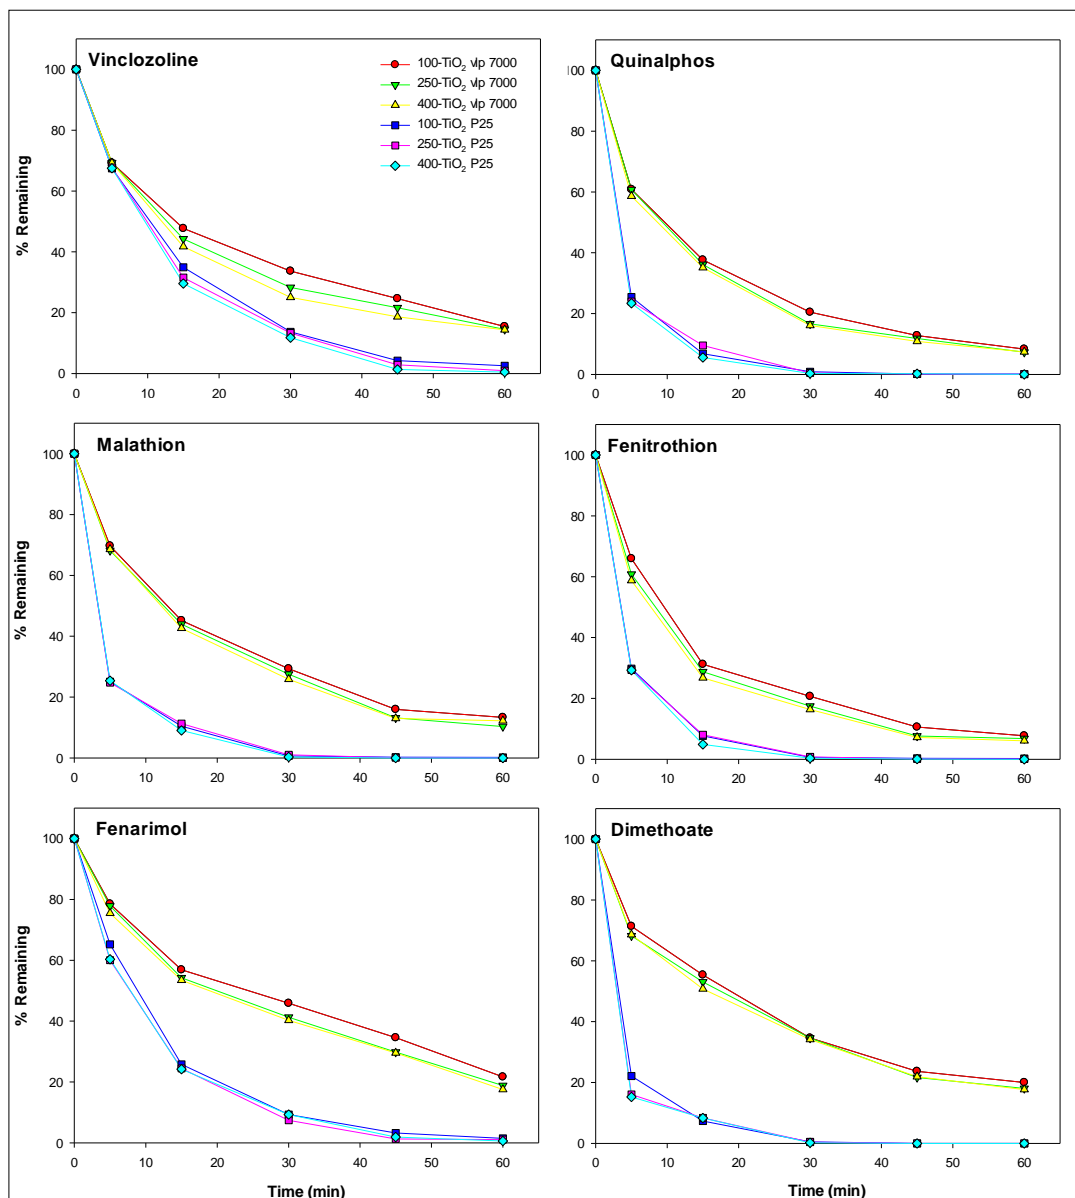 Vinclozoline
100-TiO2 vlp 7000
250-TiO2 vlp 7000
400-TiO2 vlp 7000
100-TiO2 P25
250-TiO2 P25
400-TiO2 P25
% Remaining
100
80
60
40
20
0
0 10 20 30 40 50 60
Quinalphos
100
80
60
40
20
0
0 10 20 30 40 50 60
Malathion
% Remaining
100
80
60
40
20
0
0 10 20 30 40 50 60
Fenitrothion
100
80
60
40
20
0
0 10 20 30 40 50 60
Fenarimol
% Remaining
100
80
60
40
20
0
0 10 20 30 40 50 60
Time (min)
Dimethoate
100
80
60
40
20
0
0 10 20 30 40 50 60
Time (min)